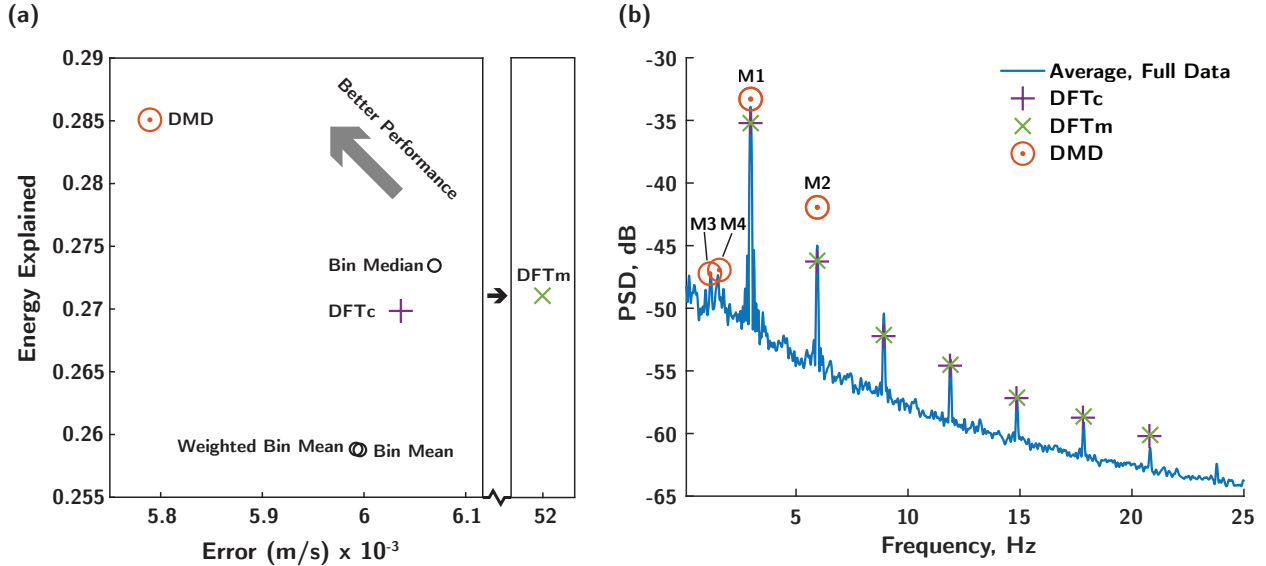 (a)
0.29
0.285
0.28
0.275
0.27
0.265
0.26
0.255
Energy Explained
DMD
Better Performance
Bin Median
DFTc
DFTm
Weighted Bin Mean
Bin Mean
5.8
5.9
6
6.1
52
Error (m/s) x 10-3
(b)
-30
-35
-40
-45
-50
-55
-60
-65
PSD, dB
M1
M2
M3
M4
Average, Full Data
DFTc
DFTm
DMD
5
10
15
20
25
Frequency, Hz